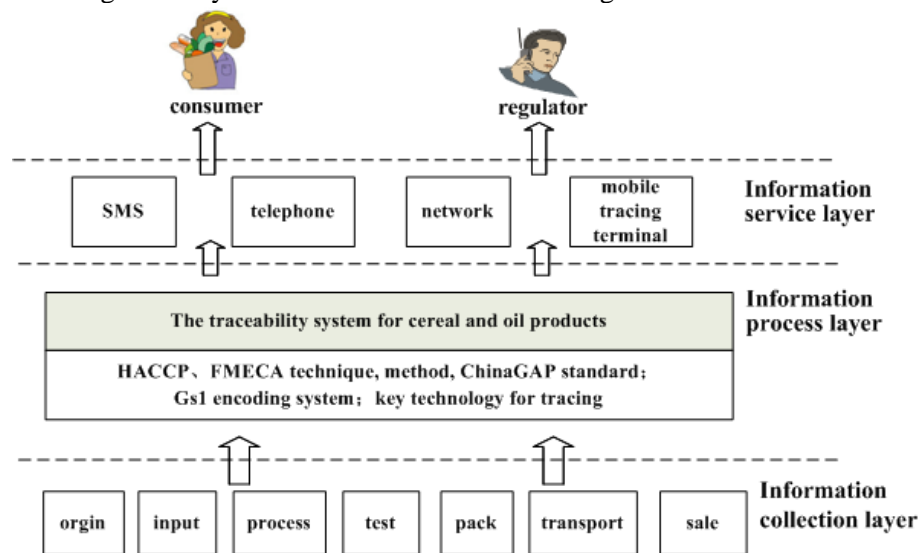 consumer
regulator
SMS
telephone
network
mobile
tracing
terminal
Information
service layer
The traceability system for cereal and oil products
HACCP、FMECA technique, method, ChinaGAP standard;
Gs1 encoding system; key technology for tracing
Information
process layer
orgin
input
process
test
pack
transport
sale
Information
collection layer